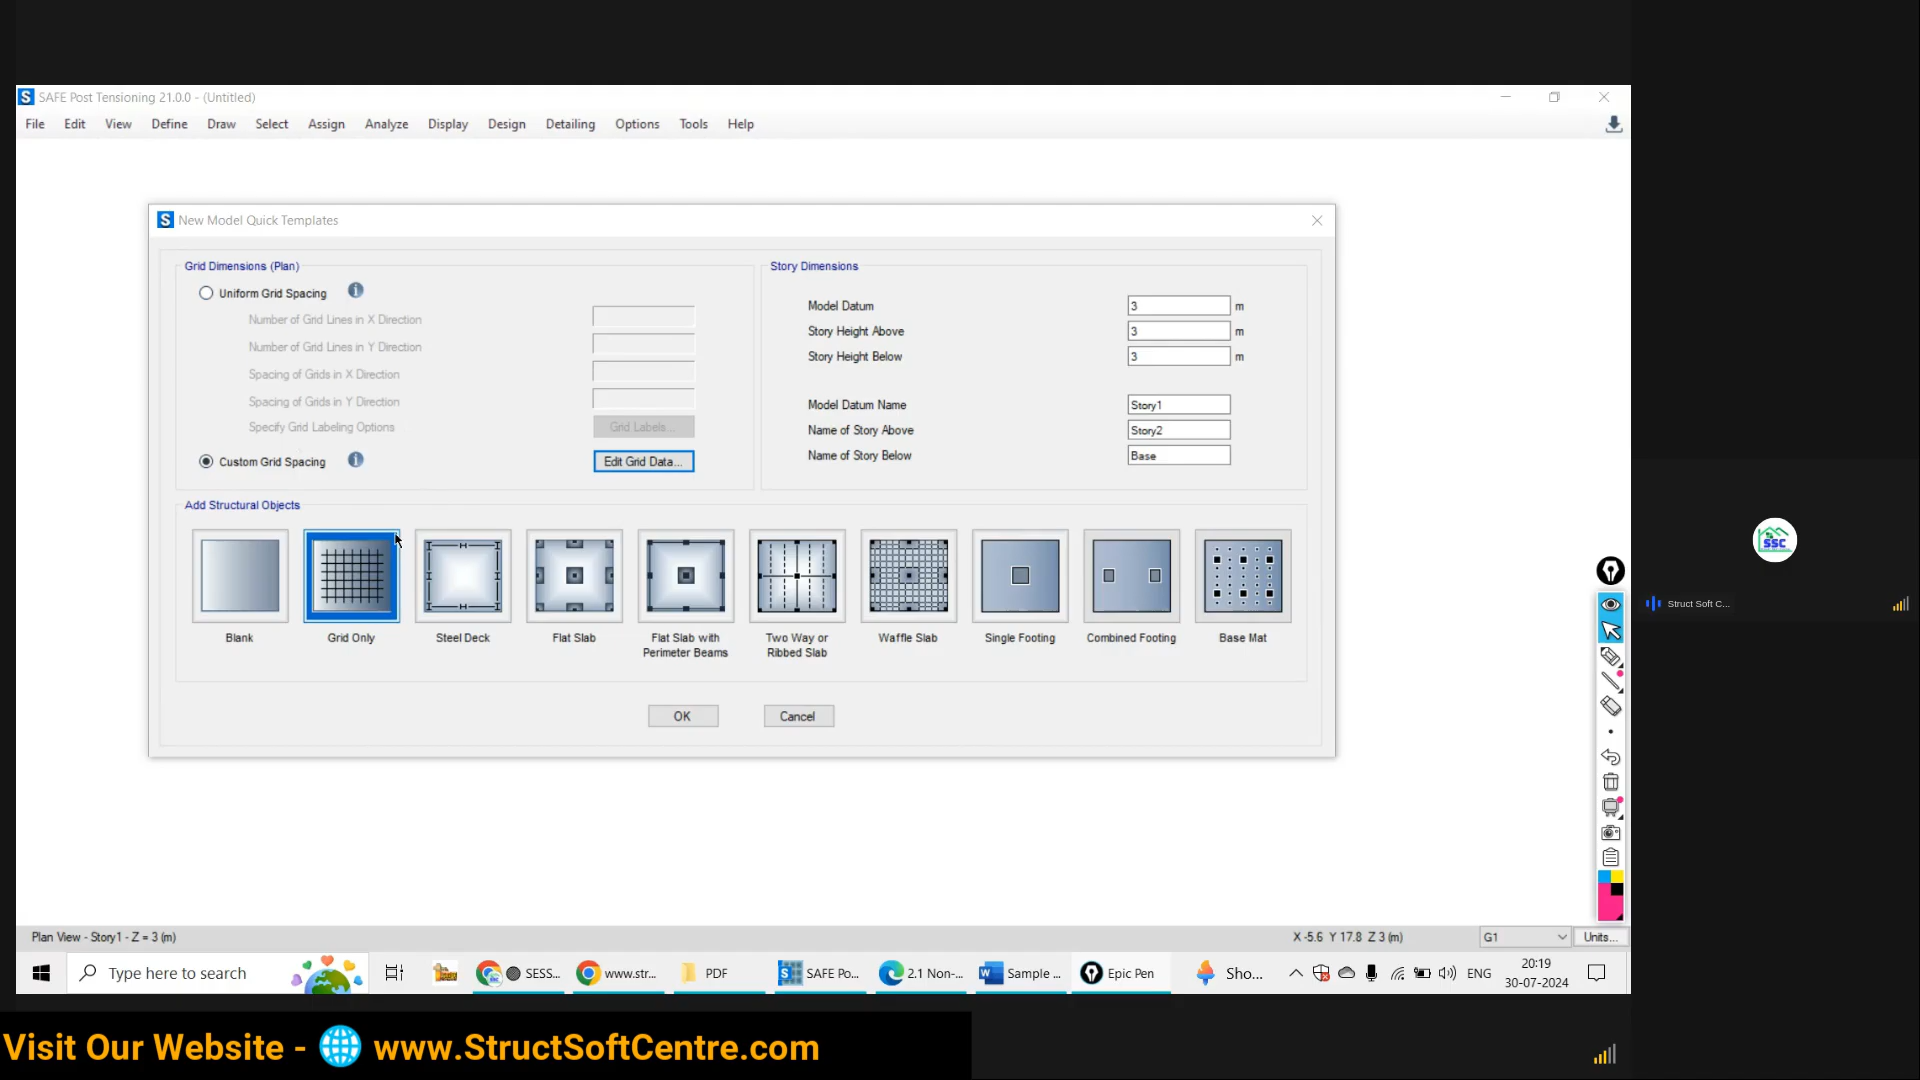 SAFE Post Tensioning 21.0.0 - (Untitled)
File Edit View Define Draw Select Assign Analyze Display Design Detailing Options Tools Help
New Model Quick Templates
Grid Dimensions (Plan)
Uniform Grid Spacing
Number of Grid Lines in X Direction
Number of Grid Lines in Y Direction
Spacing of Grids in X Direction
Spacing of Grids in Y Direction
Specify Grid Labeling Options
Grid Labels...
Custom Grid Spacing
Edit Grid Data...
Story Dimensions
Model Datum 3 m
Story Height Above 3 m
Story Height Below 3 m
Model Datum Name Story1
Name of Story Above Story2
Name of Story Below Base
Add Structural Objects
Blank
Grid Only
Steel Deck
Flat Slab
Flat Slab with
Perimeter Beams
Two Way or
Ribbed Slab
Waffle Slab
Single Footing
Combined Footing
Base Mat
OK
Cancel
SSC
Struct Soft C...
Plan View - Story1 - Z = 3 (m)
X -5.6 Y 17.8 Z 3 (m)
G1
Units...
Type here to search
SESS...
www.str...
PDF
SAFE Po...
2.1 Non-...
Sample ...
Epic Pen
Sho...
ENG
20:19
30-07-2024
Visit Our Website - www.StructSoftCentre.com